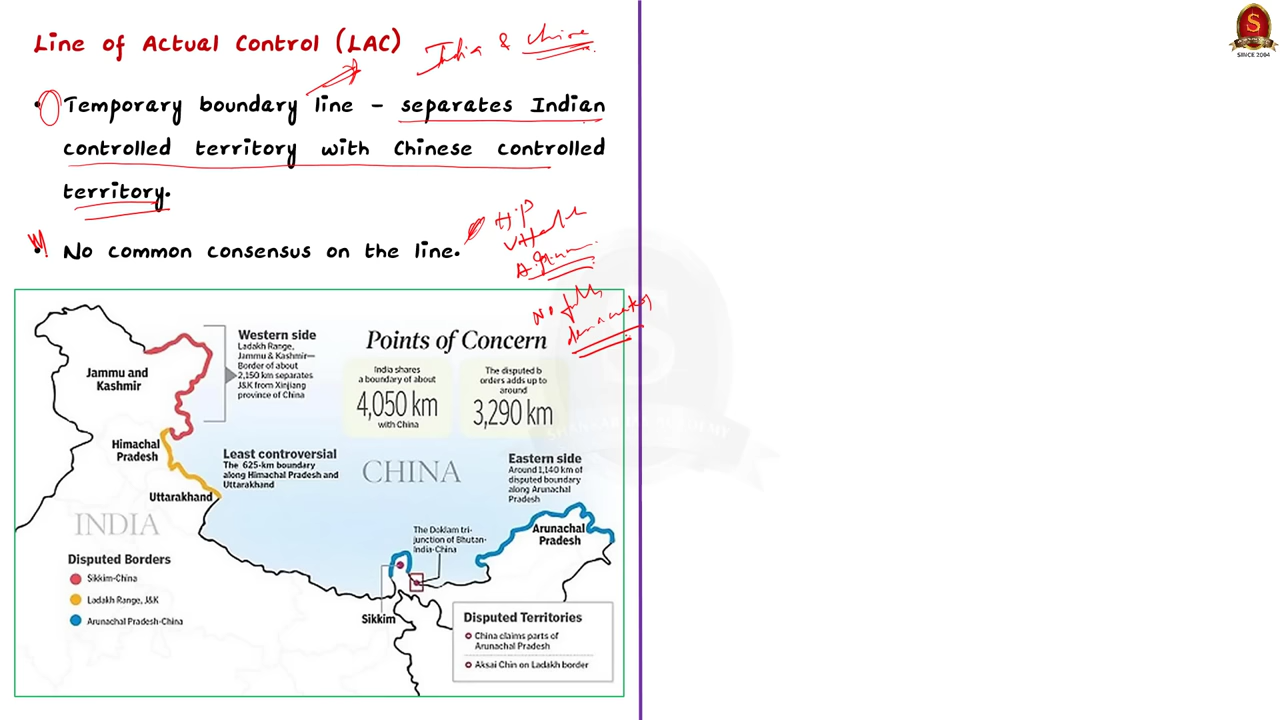 Line of Actual Control (LAC)
India & China
• Temporary boundary line - separates Indian
controlled territory with Chinese controlled
territory.
• No common consensus on the line.
H.P
No fully
Points of Concern
Western side
Ladakh Range,
Jammu & Kashmir—
Border of about
2,150 km separates
J&K from Xinjiang
province of China
India shares
a boundary of about
4,050 km
with China
The disputed b
orders adds up to
around
3,290 km
Jammu and
Kashmir
Himachal
Pradesh
Uttarakhand
Least controversial
The 625-km boundary
along Himachal Pradesh and
Uttarakhand
CHINA
INDIA
Eastern side
Around 1,140 km of
disputed boundary
along Arunachal
Pradesh
The Doklam tri-
junction of Bhutan-
India-China
Arunachal
Pradesh
Sikkim
Disputed Borders
Sikkim-China
Ladakh Range, J&K
Arunachal Pradesh-China
Disputed Territories
China claims parts of
Arunachal Pradesh
Aksai Chin on Ladakh border
S
SINCE 2004